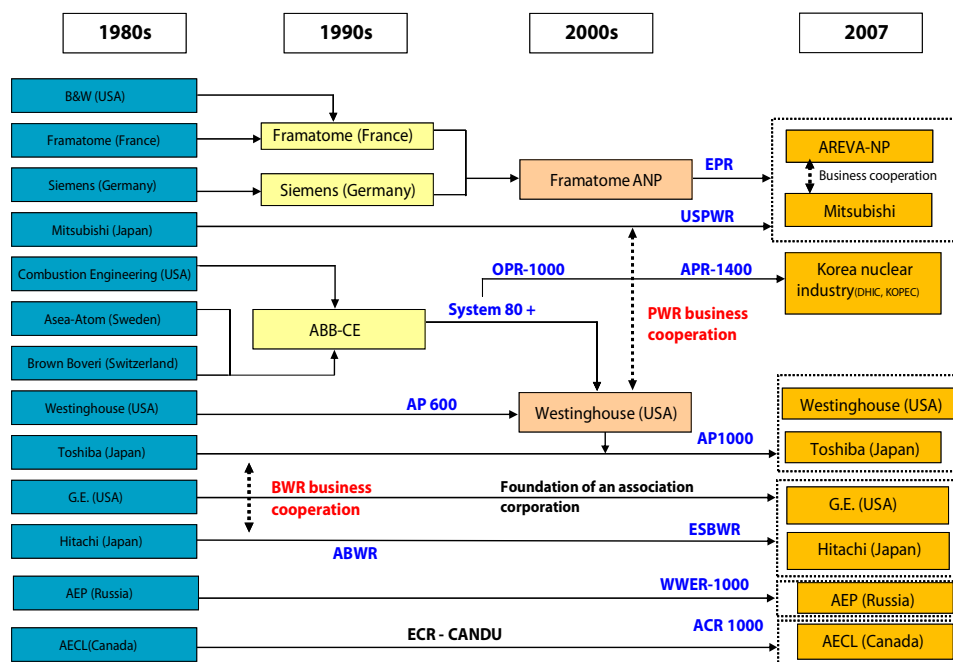 1980s
1990s
2000s
2007
B&W (USA)
Framatome (France)
Siemens (Germany)
Mitsubishi (Japan)
Combustion Engineering (USA)
Asea-Atom (Sweden)
Brown Boveri (Switzerland)
Westinghouse (USA)
Toshiba (Japan)
G.E. (USA)
Hitachi (Japan)
AEP (Russia)
AECL(Canada)
Framatome (France)
Siemens (Germany)
ABB-CE
Framatome ANP
Westinghouse (USA)
EPR
USPWR
OPR-1000
APR-1400
System 80 +
PWR business
cooperation
AP 600
AP1000
BWR business
cooperation
Foundation of an association
corporation
ABWR
ESBWR
WWER-1000
ECR - CANDU
ACR 1000
AREVA-NP
Business cooperation
Mitsubishi
Korea nuclear
industry(DHIC, KOPEC)
Westinghouse (USA)
Toshiba (Japan)
G.E. (USA)
Hitachi (Japan)
AEP (Russia)
AECL (Canada)